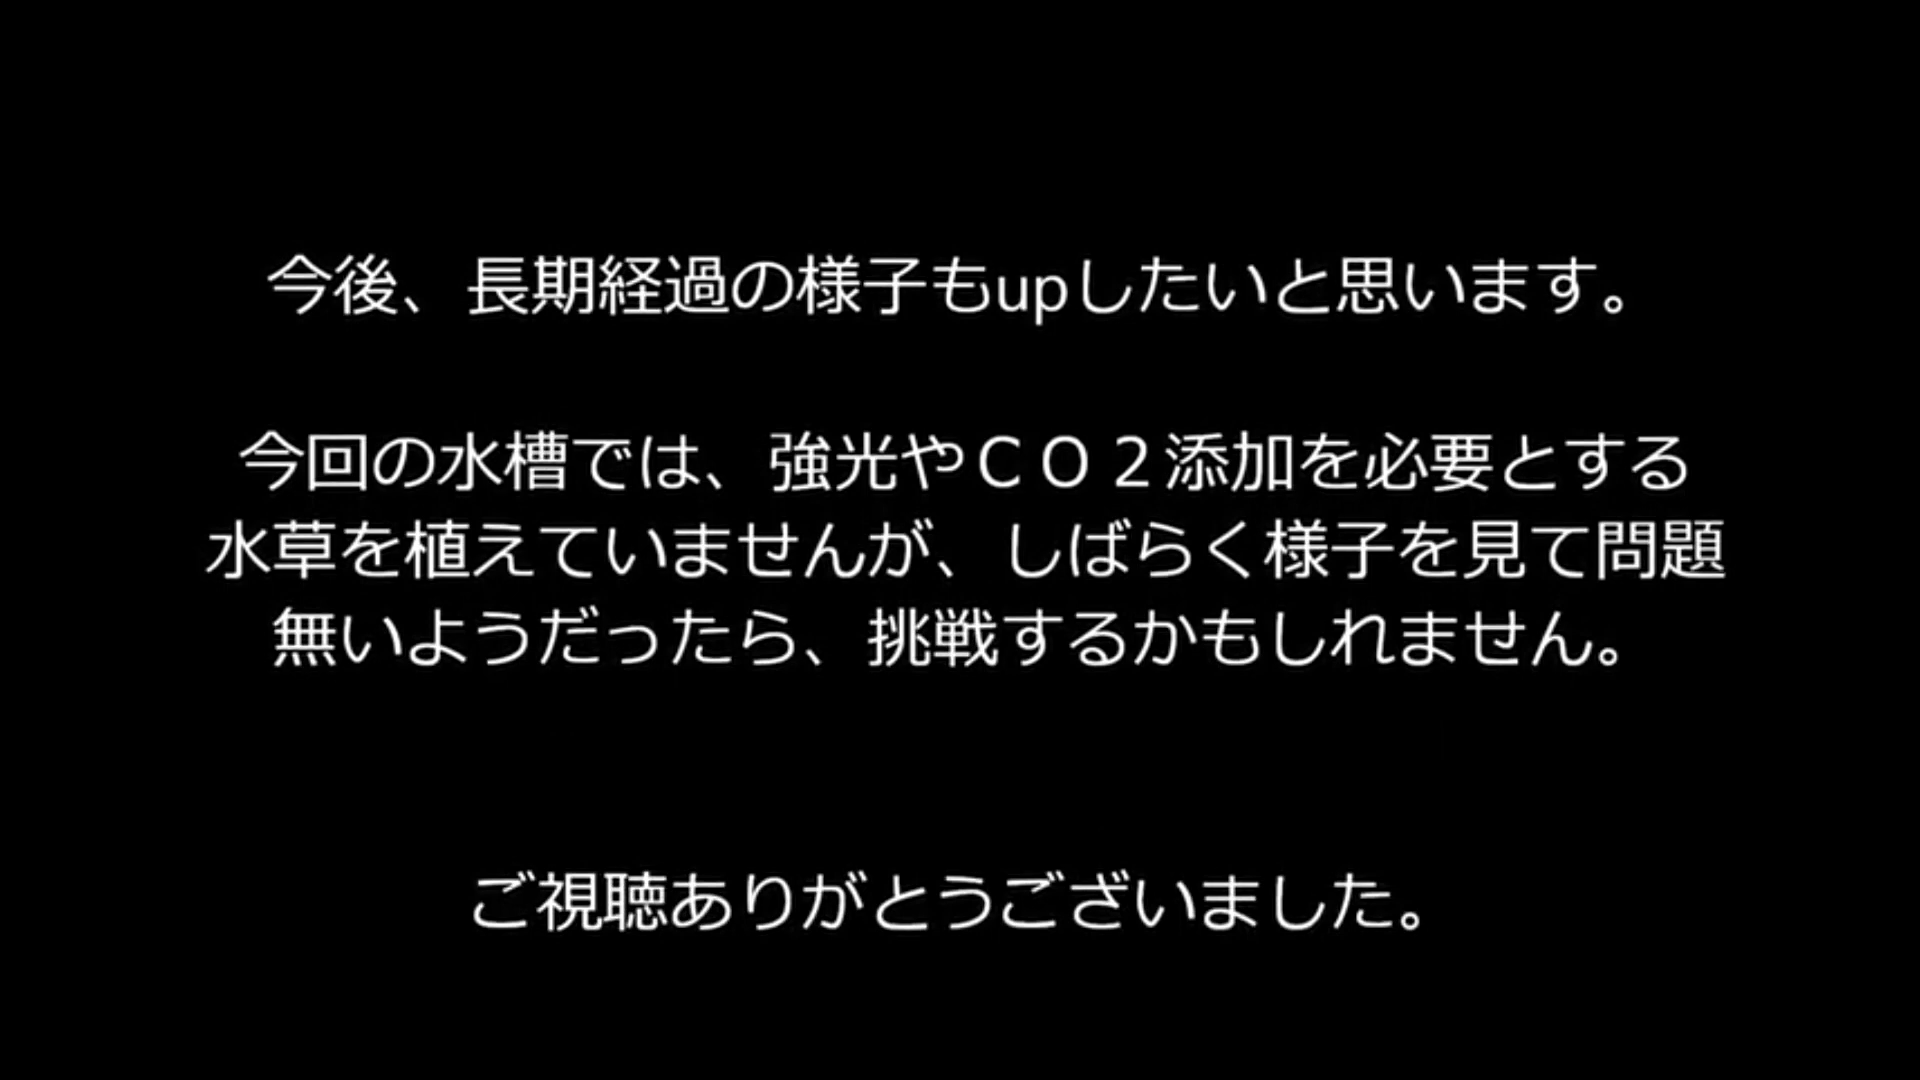 今後、長期経過の様子もupしたいと思います。
今回の水槽では、強光やＣＯ２添加を必要とする
水草を植えていませんが、しばらく様子を見て問題
無いようだったら、挑戦するかもしれません。
ご視聴ありがとうございました。